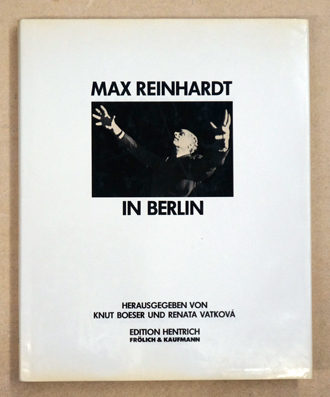 MAX REINHARDT
IN BERLIN
HERAUSGEGEBEN VON
KNUT BOESER UND RENATA VATKOVÁ
EDITION HENTRICH
FRÖLICH & KAUFMANN